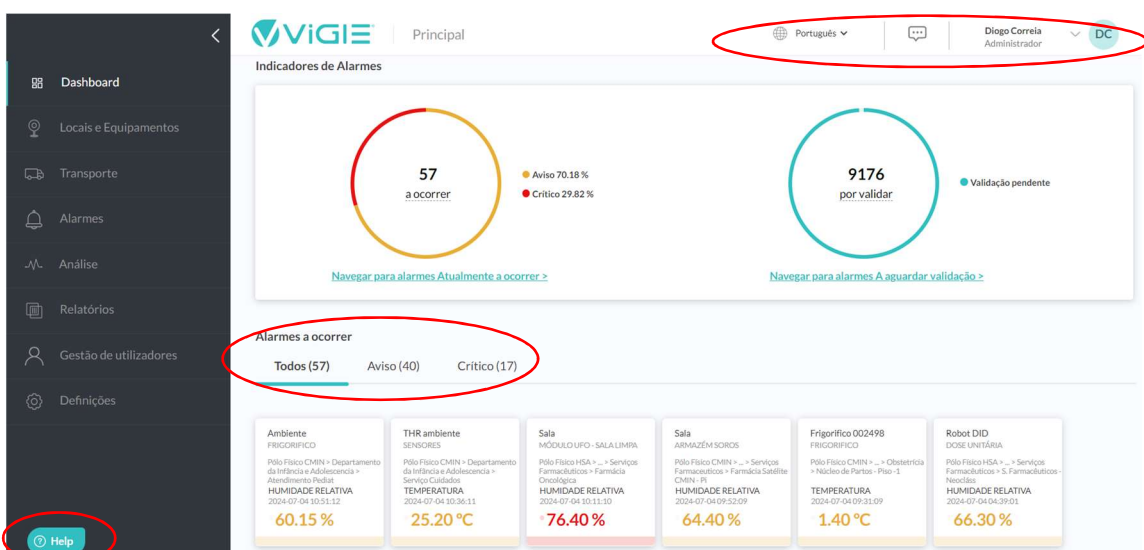 ViGIE
Principal
Português
Diogo Correia
Administrador
DC
Dashboard
Locais e Equipamentos
Transporte
Alarmes
Análise
Relatórios
Gestão de utilizadores
Definições
Help
Indicadores de Alarmes
57
a ocorrer
Aviso 70.18 %
Crítico 29.82 %
Navegar para alarmes Atualmente a ocorrer >
9176
por validar
Validação pendente
Navegar para alarmes A aguardar validação >
Alarmes a ocorrer
Todos (57)
Aviso (40)
Crítico (17)
Ambiente
FRIGORIFICO
Pólo Físico CMIN > Departamento
da Infância e Adolescencia >
Atendimento Pediat
HUMIDADE RELATIVA
2024-07-04 10:51:12
60.15 %
THR ambiente
SENSORES
Pólo Físico CMIN > Departamento
da Infância e Adolescencia >
Serviço Cuidados
TEMPERATURA
2024-07-04 10:36:11
25.20 ºC
Sala
MÓDULO UFO - SALA LIMPA
Pólo Físico HSA > ... > Serviços
Farmacêuticos > Farmácia
Oncológica
HUMIDADE RELATIVA
2024-07-04 10:11:10
76.40 %
Sala
ARMAZÉM SOROS
Pólo Físico CMIN > ... > Serviços
Farmaceuticos > Farmácia Satélite
CMIN - PI
HUMIDADE RELATIVA
2024-07-04 09:52:09
64.40 %
Frigorífico 002498
FRIGORIFICO
Pólo Físico CMIN > ... > Obstetrícia
> Núcleo de Partos - Piso -1
TEMPERATURA
2024-07-04 09:31:09
1.40 ºC
Robot DID
DOSE UNITÁRIA
Pólo Físico HSA > ... > Serviços
Farmacêuticos > S. Farmacêuticos -
Neocláss
HUMIDADE RELATIVA
2024-07-04 04:39:01
66.30 %